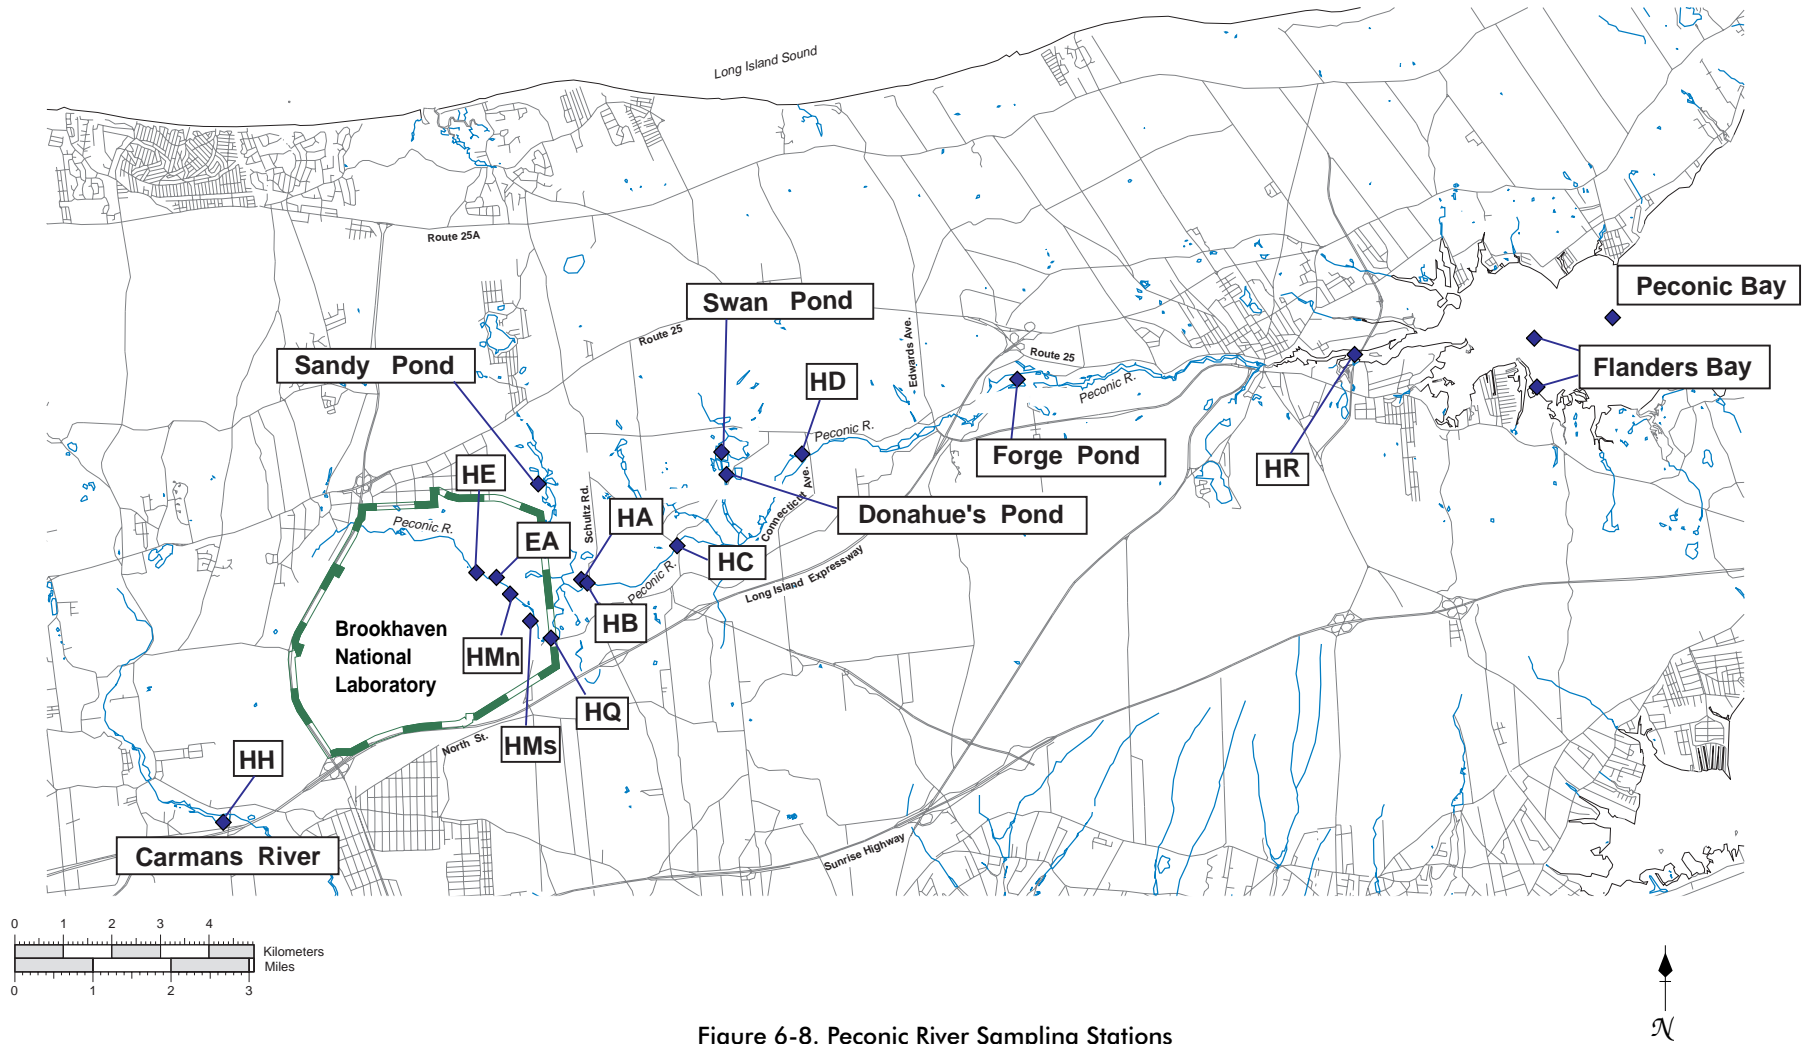 Long Island Sound
Route 25A
Peconic Bay
Swan Pond
Route 25
Edwards Ave.
Route 25
Flanders Bay
Sandy Pond
HD
Peconic R.
Peconic R.
Forge Pond
HR
HE
Schultz Rd.
HA
Connecticut Ave.
Donahue's Pond
Peconic R.
EA
HC
Peconic R.
Long Island Expressway
HB
Brookhaven
National
Laboratory
HMn
HQ
HMs
North St.
HH
Carmans River
Sunrise Highway
0 1 2 3 4
Kilometers
Miles
0 1 2 3
N
Figure 6-8. Peconic River Sampling Stations